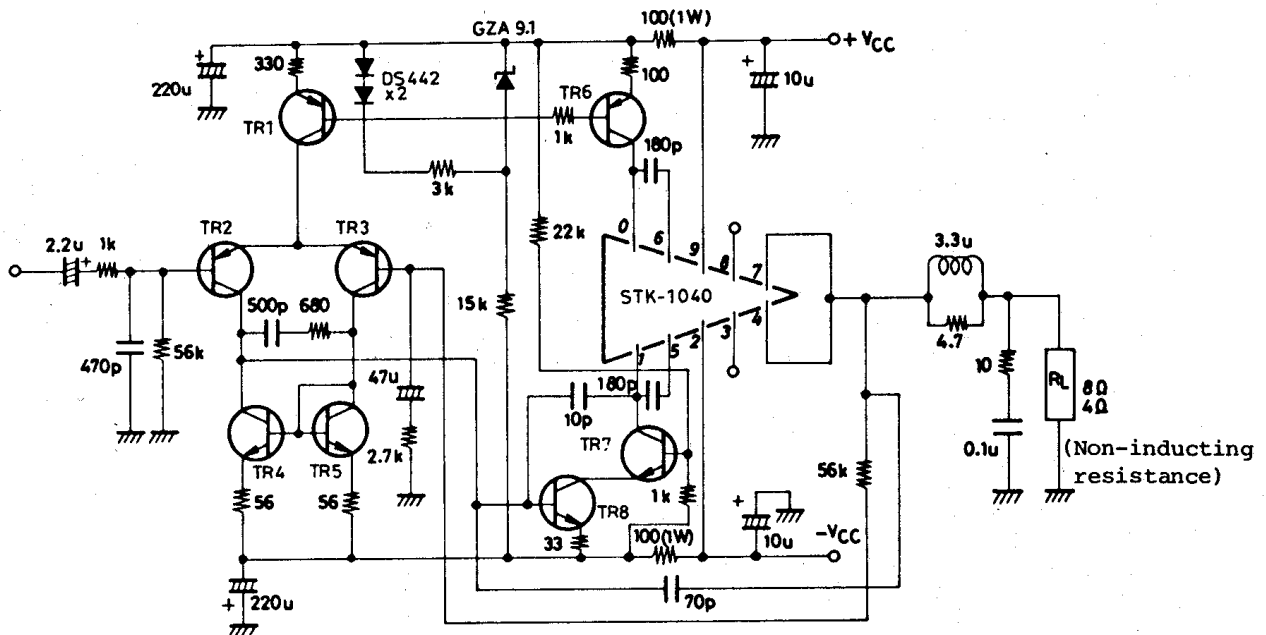 100(1W)
GZA 9.1
+ VCC
+
220u
330
DS442
x2
TR6
100
+
10u
TR1
1k
180p
3k
TR2
TR3
22k
0
6
9
8
7
2.2u
+
1k
3.3u
STK-1040
500p
680
15k
4.7
470p
56k
1
5
2
3
4
47u
180p
10p
10
RL
8Ω
4Ω
TR4
TR5
2.7k
TR7
56k
0.1u
(Non-inducting
resistance)
56
56
TR8
1k
+
33
100(1W)
10u
-VCC
+
220u
70p